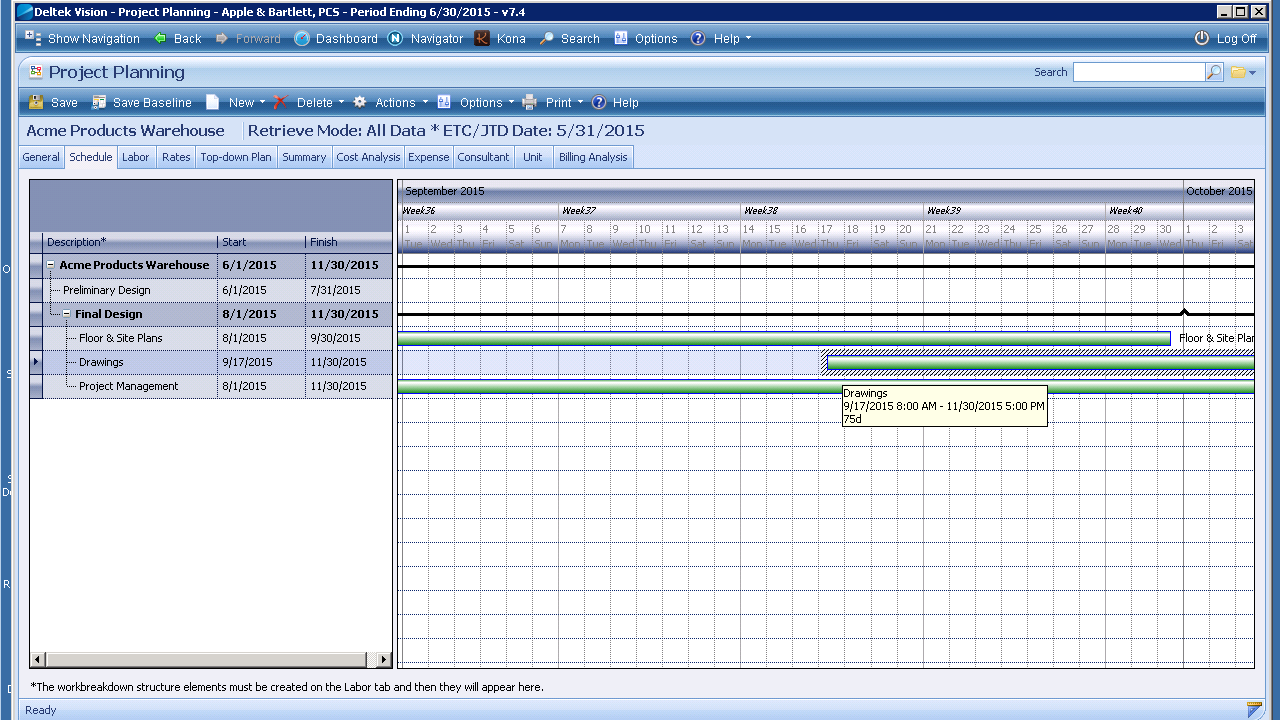 Deltek Vision - Project Planning - Apple & Bartlett, PCS - Period Ending 6/30/2015 - v7.4
Show Navigation Back Forward Dashboard Navigator Kona Search Options Help Log Off
Project Planning Search
Save Save Baseline New Delete Actions Options Print Help
Acme Products Warehouse Retrieve Mode: All Data * ETC/JTD Date: 5/31/2015
General Schedule Labor Rates Top-down Plan Summary Cost Analysis Expense Consultant Unit Billing Analysis
September 2015 October 2015
Week36 Week37 Week38 Week39 Week40
1 2 3 4 5 6 7 8 9 10 11 12 13 14 15 16 17 18 19 20 21 22 23 24 25 26 27 28 29 30 1 2 3
Tue Wed Thu Fri Sat Sun Mon Tue Wed Thu Fri Sat Sun Mon Tue Wed Thu Fri Sat Sun Mon Tue Wed Thu Fri Sat Sun Mon Tue Wed Thu Fri Sat
Description* Start Finish
Acme Products Warehouse 6/1/2015 11/30/2015
Preliminary Design 6/1/2015 7/31/2015
Final Design 8/1/2015 11/30/2015
Floor & Site Plans 8/1/2015 9/30/2015 Floor & Site Plan
Drawings 9/17/2015 11/30/2015
Project Management 8/1/2015 11/30/2015
Drawings
9/17/2015 8:00 AM - 11/30/2015 5:00 PM
75d
*The workbreakdown structure elements must be created on the Labor tab and then they will appear here.
Ready